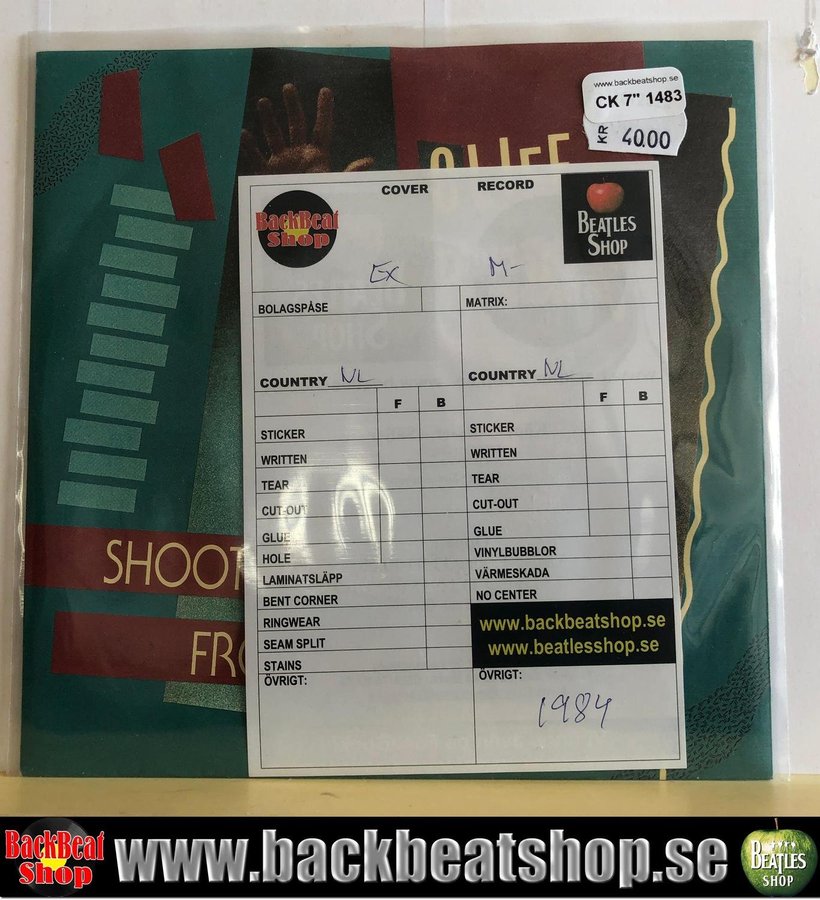 www.backbeatshop.se
CK 7" 1483
KR 40.00
COVER RECORD
BackBeat
Shop
BEATLES
SHOP
EX M-
BOLAGSPÅSE MATRIX:
COUNTRY NL COUNTRY NL
F B F B
STICKER STICKER
WRITTEN WRITTEN
TEAR TEAR
CUT-OUT CUT-OUT
GLUE GLUE
HOLE VINYLBUBBLOR
LAMINATSLÄPP VÄRMESKADA
BENT CORNER NO CENTER
RINGWEAR
SEAM SPLIT
STAINS
www.backbeatshop.se
www.beatlesshop.se
ÖVRIGT: ÖVRIGT:
1984
SHOOT
FRO
BackBeat
Shop
www.backbeatshop.se
BEATLES
SHOP